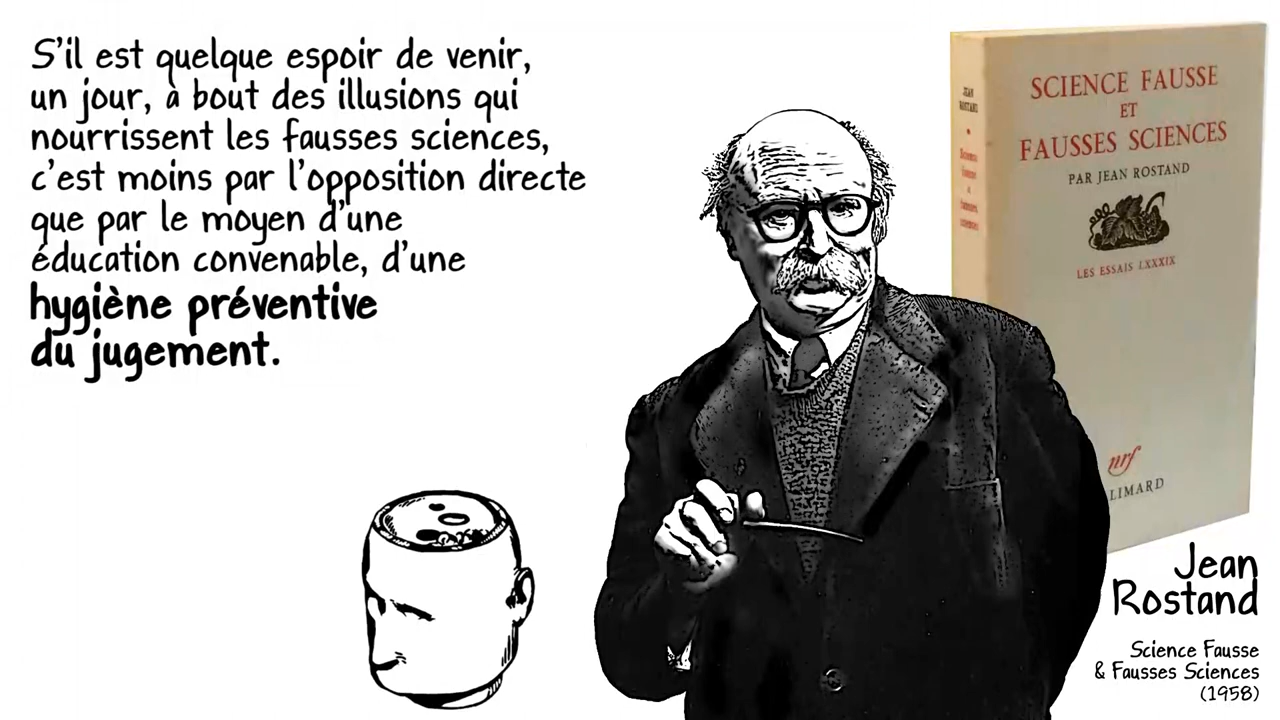 S'il est quelque espoir de venir,
un jour, à bout des illusions qui
nourrissent les fausses sciences,
c'est moins par l'opposition directe
que par le moyen d'une
éducation convenable, d'une
hygiène préventive
du jugement.
JEAN
ROSTAND
SCIENCE FAUSSE
ET
FAUSSES SCIENCES
PAR JEAN ROSTAND
LES ESSAIS LXXXIX
nrf
LIMARD
Jean
Rostand
Science Fausse
& Fausses Sciences
(1958)